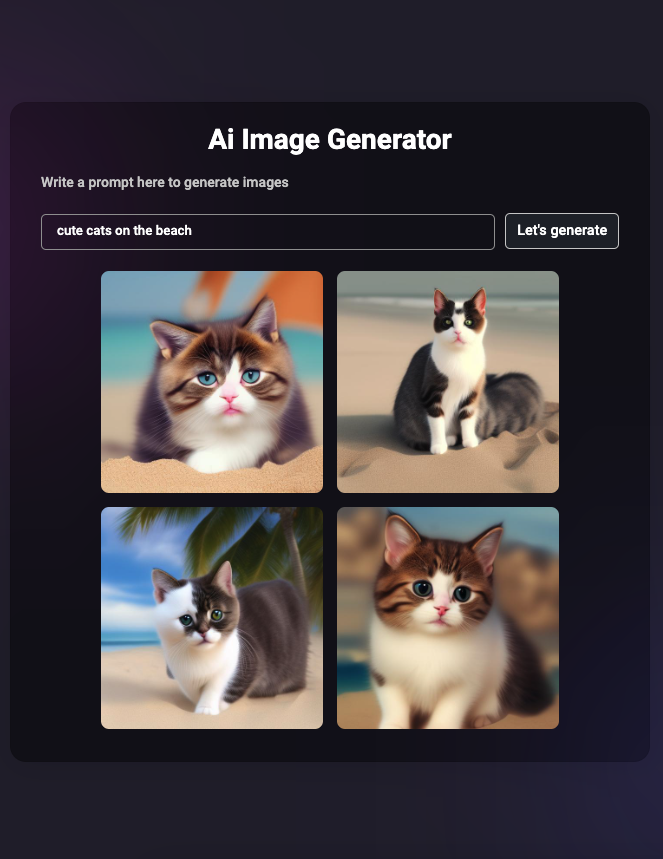 Ai Image Generator
Write a prompt here to generate images
cute cats on the beach
Let's generate